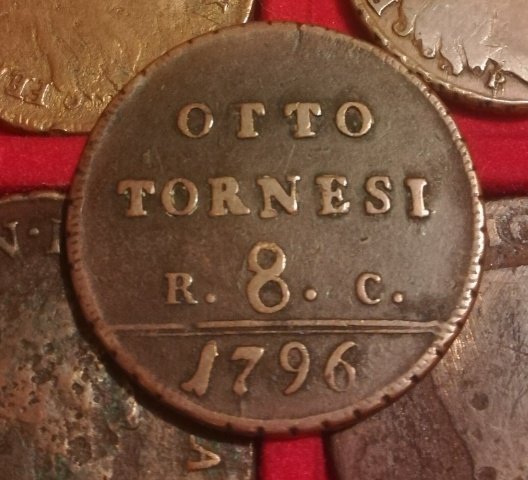 OTTO
TORNESI
R. 8. C.
1796